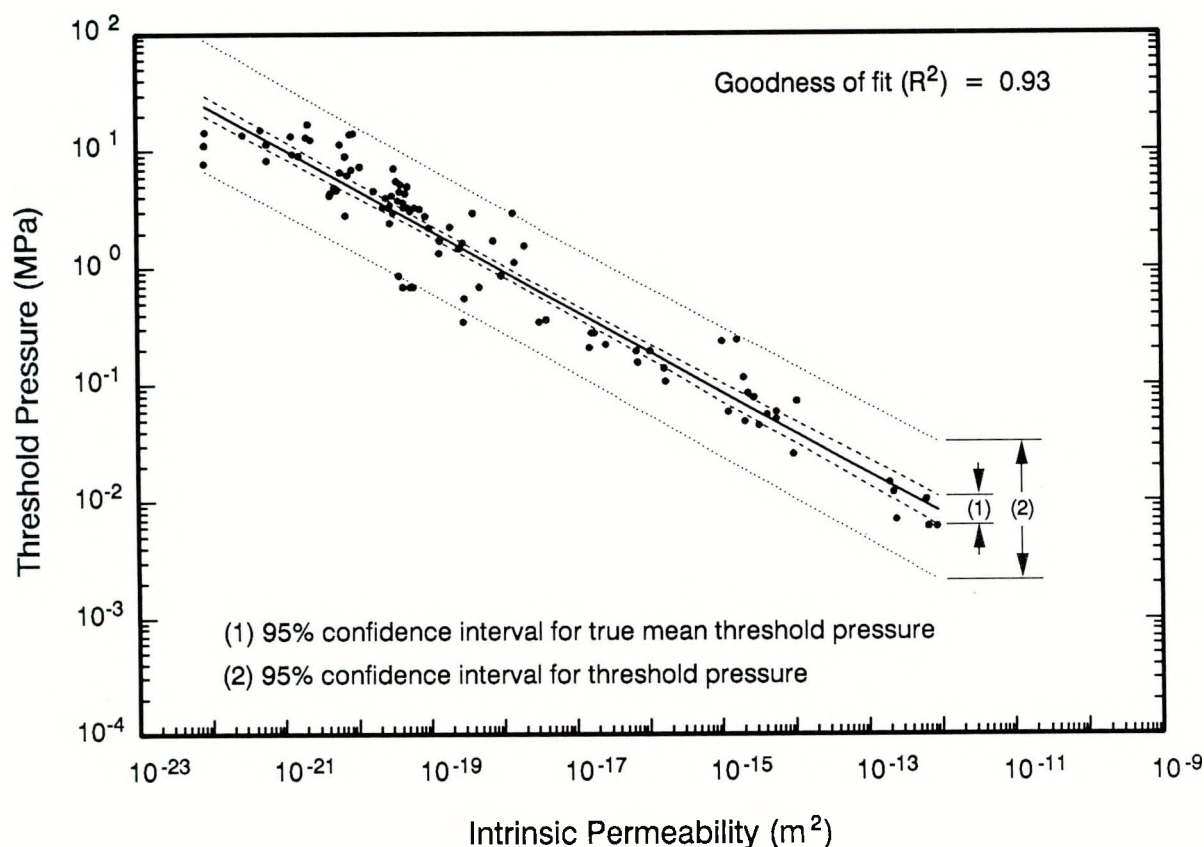 Goodness of fit (R²) = 0.93
Threshold Pressure (MPa)
10²
10¹
10⁰
10⁻¹
10⁻²
10⁻³
10⁻⁴
(1) (2)
(1) 95% confidence interval for true mean threshold pressure
(2) 95% confidence interval for threshold pressure
10⁻²³ 10⁻²¹ 10⁻¹⁹ 10⁻¹⁷ 10⁻¹⁵ 10⁻¹³ 10⁻¹¹ 10⁻⁹
Intrinsic Permeability (m²)